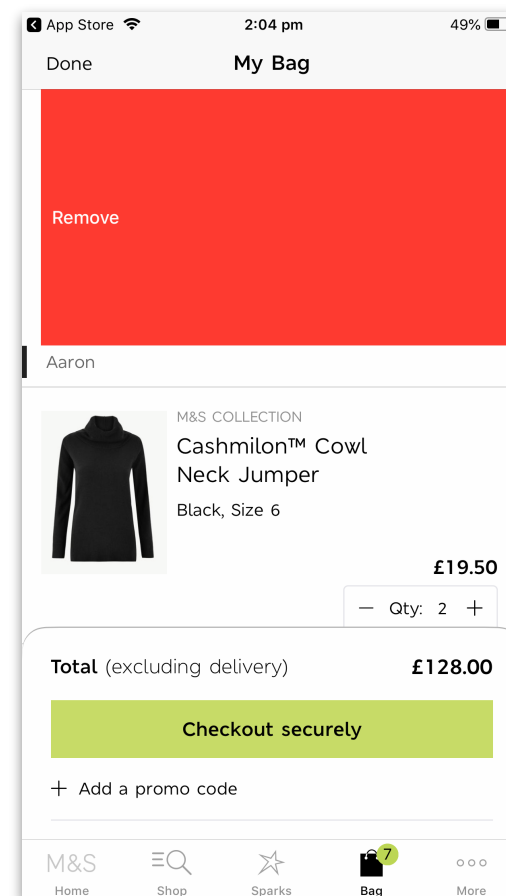 App Store 2:04 pm 49%
Done My Bag
Remove
Aaron
M&S COLLECTION
Cashmilon™ Cowl
Neck Jumper
Black, Size 6
£19.50
— Qty: 2 +
Total (excluding delivery) £128.00
Checkout securely
+ Add a promo code
M&S 7
Home Shop Sparks Bag More